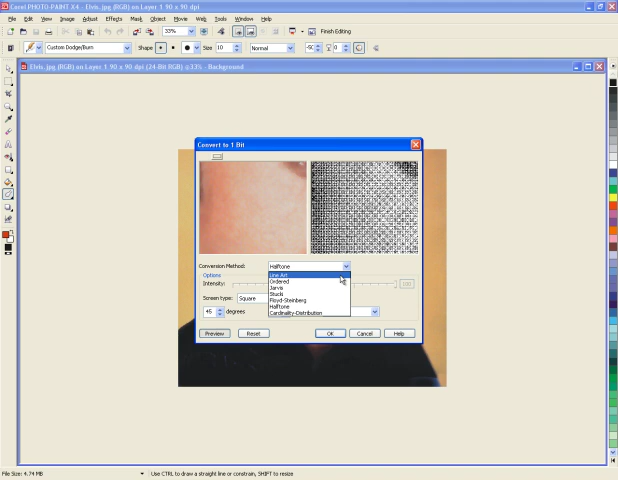 Corel PHOTO-PAINT X4 - Elvis.jpg (RGB) on Layer 1 90 x 90 dpi
File Edit View Image Adjust Effects Mask Object Movie Web Tools Window Help
33% Finish Editing
Custom Dodge/Burn Shape Size 10 Normal -50 0
Elvis.jpg (RGB) on Layer 1 90 x 90 dpi (24-Bit RGB) @33% - Background
Convert to 1 Bit
Conversion Method: Halftone
Options
Line Art
Ordered
Jarvis
Stucki
Floyd-Steinberg
Halftone
Cardinality-Distribution
Intensity: 100
Screen type: Square
45 degrees
Preview Reset OK Cancel Help
File Size: 4.74 MB Use CTRL to draw a straight line or constrain, SHIFT to resize